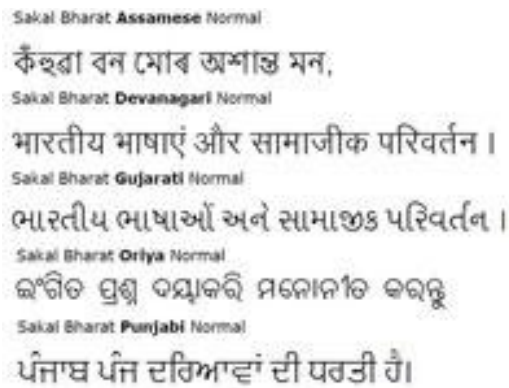 Sakal Bharat Assamese Normal
কঁহুৱা বন মোৰ অশান্ত মন,
Sakal Bharat Devanagari Normal
भारतीय भाषाएं और सामाजीक परिवर्तन ।
Sakal Bharat Gujarati Normal
ભારતીય ભાષાઓં અને સામાજીક પરિવર્તન ।
Sakal Bharat Oriya Normal
ଇଂଗିତ ପ୍ରଶ୍ନ ଦୟାକରି ମନୋନୀତ କରନ୍ତୁ
Sakal Bharat Punjabi Normal
ਪੰਜਾਬ ਪੰਜ ਦਰਿਆਵਾਂ ਦੀ ਧਰਤੀ ਹੈ।